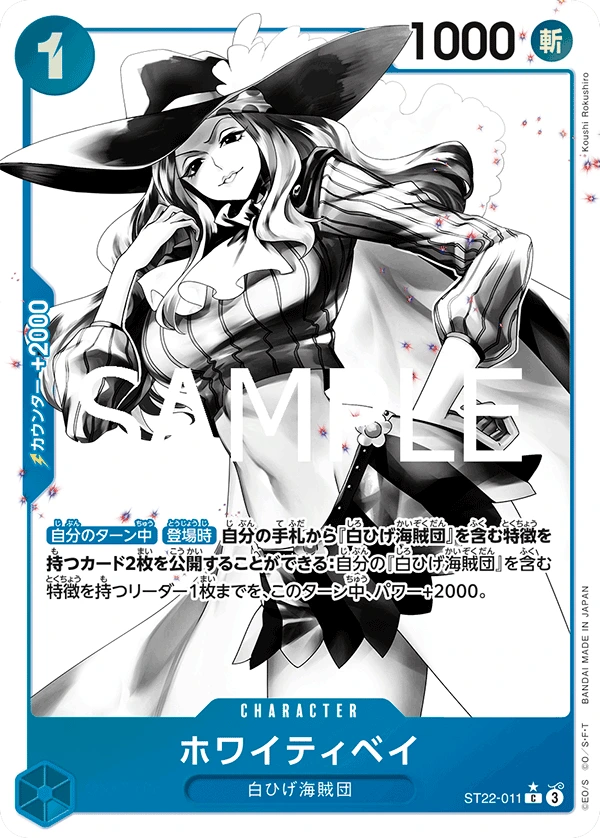 1
1000
斬
Koushi Rokushiro
カウンター+2000
SAMPLE
自分のターン中 登場時 自分の手札から『白ひげ海賊団』を含む特徴を
持つカード2枚を公開することができる:自分の『白ひげ海賊団』を含む
特徴を持つリーダー1枚までを、このターン中、パワー+2000。
CHARACTER
ホワイティベイ
白ひげ海賊団
ST22-011 C 3
©E.O/S ©O/S・F・T BANDAI MADE IN JAPAN